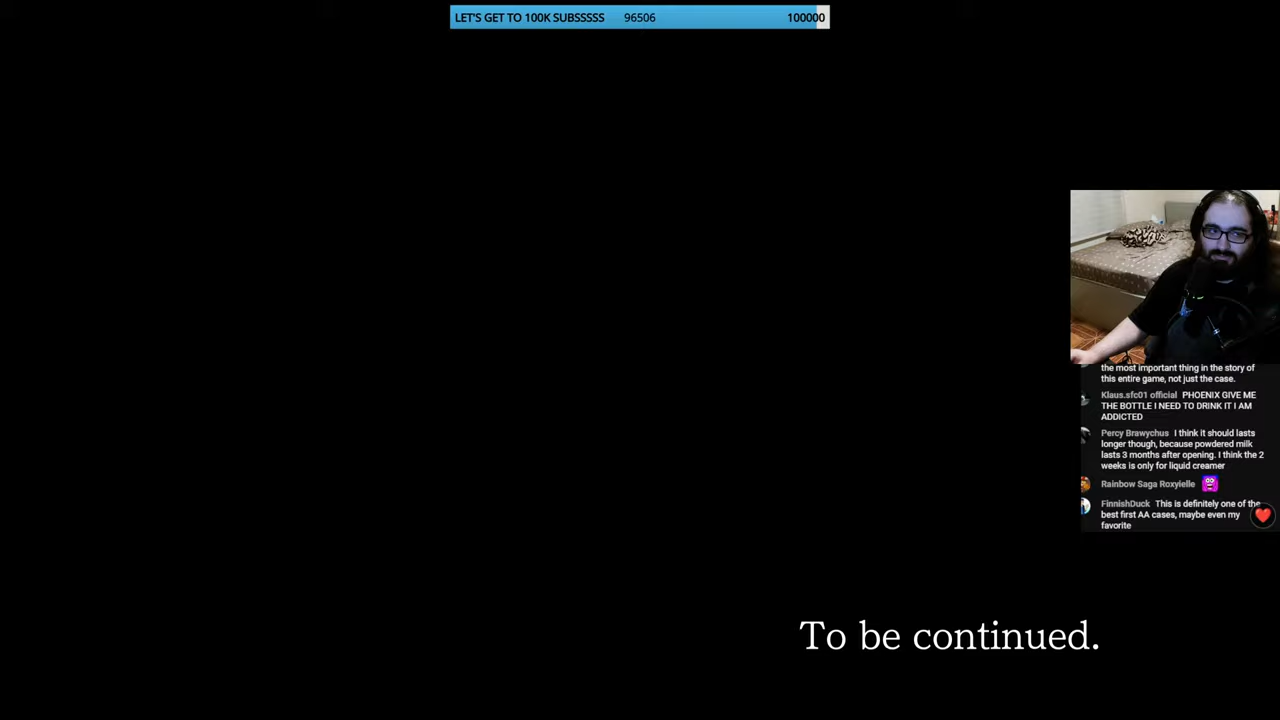 LET'S GET TO 100K SUBSSSSS 96506 100000
the most important thing in the story of
this entire game, not just the case.
Klaus.sfc01 official PHOENIX GIVE ME
THE BOTTLE I NEED TO DRINK IT I AM
ADDICTED
Percy Brawychus I think it should lasts
longer though, because powdered milk
lasts 3 months after opening. I think the 2
weeks is only for liquid creamer
Rainbow Saga Roxyielle
FinnishDuck This is definitely one of the
best first AA cases, maybe even my
favorite
To be continued.